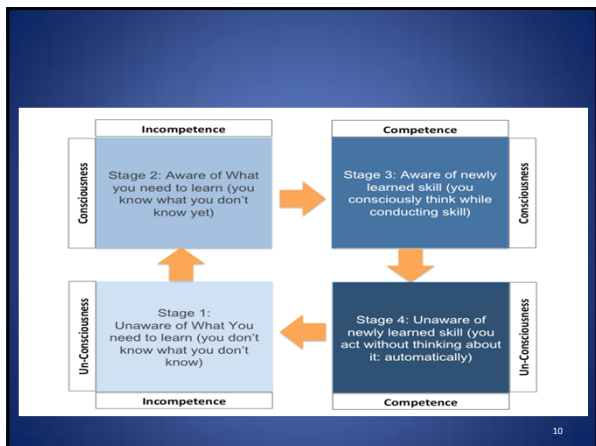 Incompetence
Competence
Consciousness
Stage 2: Aware of What
you need to learn (you
know what you don't
know yet)
Stage 3: Aware of newly
learned skill (you
consciously think while
conducting skill)
Consciousness
Un-Consciousness
Stage 1:
Unaware of What You
need to learn (you don't
know what you don't
know)
Stage 4: Unaware of
newly learned skill (you
act without thinking about
it: automatically)
Un-Consciousness
Incompetence
Competence
10